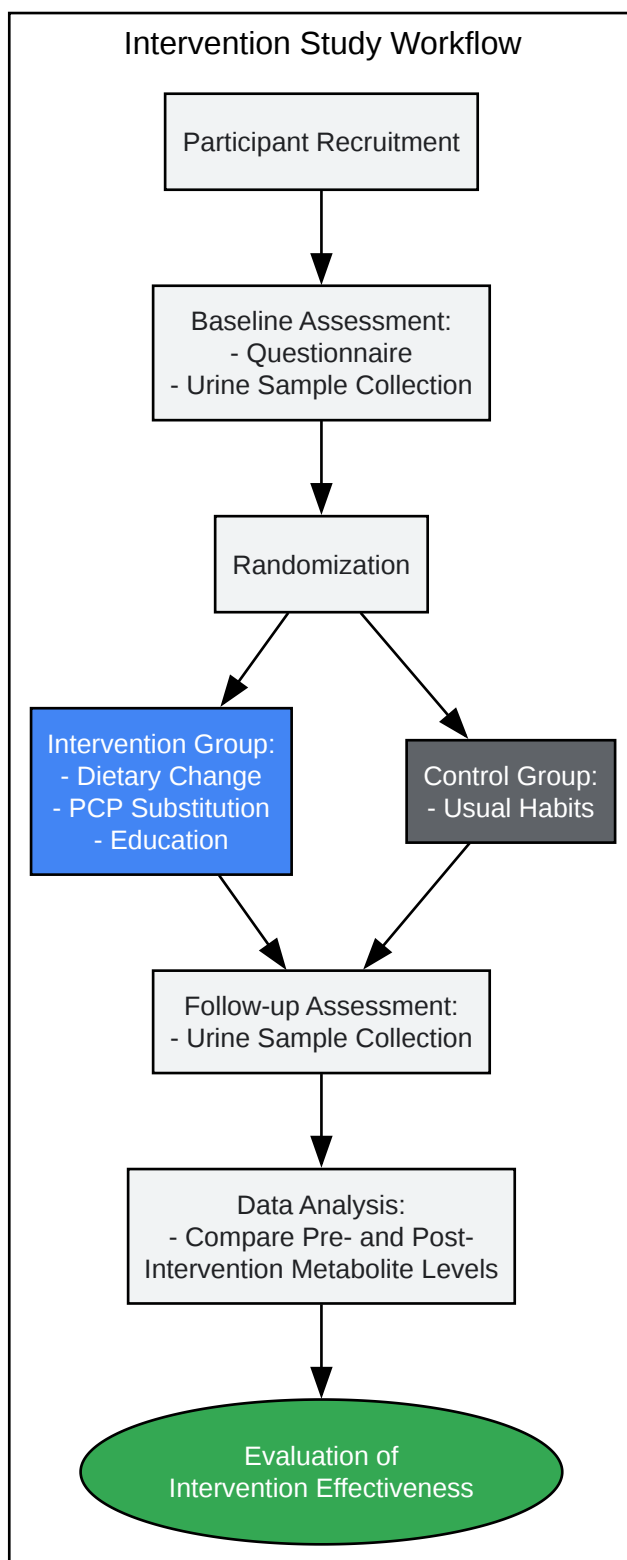 Intervention Study Workflow
Participant Recruitment
Baseline Assessment:
- Questionnaire
- Urine Sample Collection
Randomization
Intervention Group:
- Dietary Change
- PCP Substitution
- Education
Control Group:
- Usual Habits
Follow-up Assessment:
- Urine Sample Collection
Data Analysis:
- Compare Pre- and Post-
Intervention Metabolite Levels
Evaluation of
Intervention Effectiveness